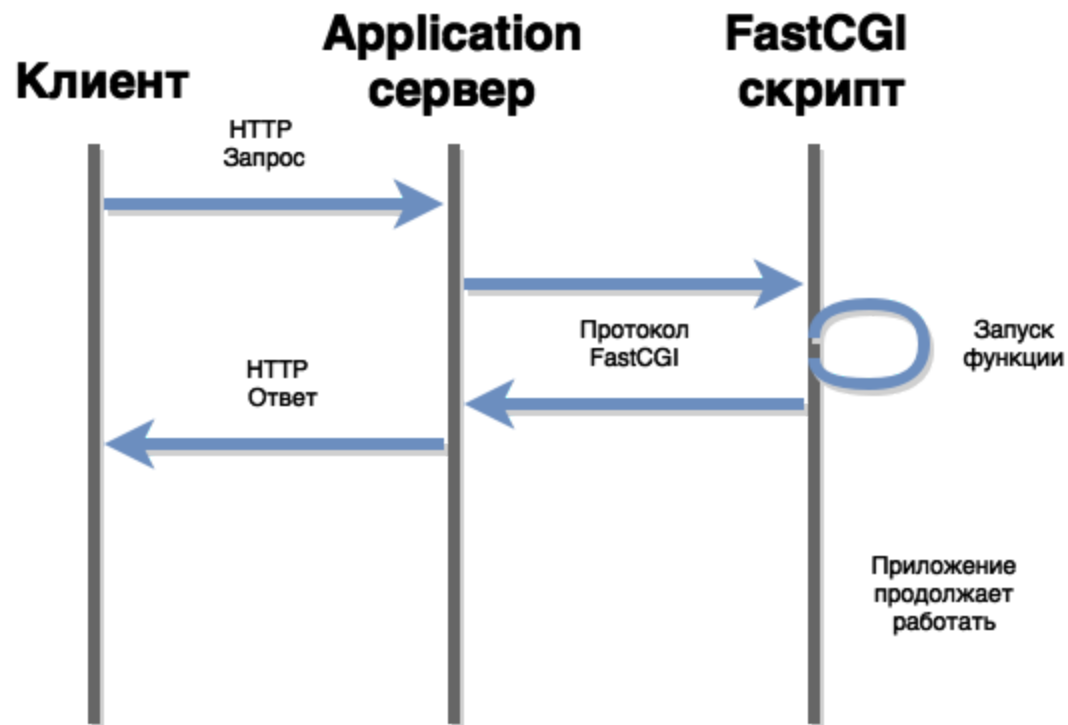 Клиент
Application
сервер
FastCGI
скрипт
HTTP
Запрос
Протокол
FastCGI
Запуск
функции
HTTP
Ответ
Приложение
продолжает
работать